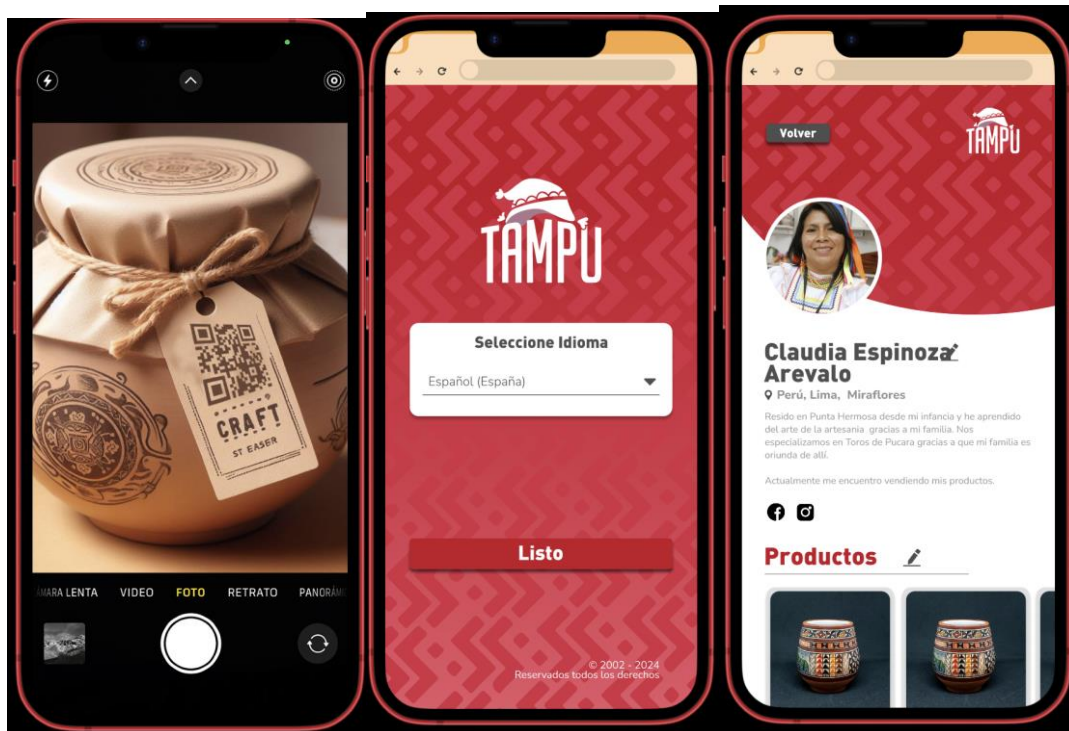 CRAFT
ST EASER
AMARA LENTA VIDEO FOTO RETRATO PANORÁM
TAMPU
Seleccione Idioma
Español (España)
Listo
© 2002 - 2024
Reservados todos los derechos
Volver
TAMPU
Claudia Espinoza
Arevalo
Perú, Lima, Miraflores
Resido en Punta Hermosa desde mi infancia y he aprendido
del arte de la artesania gracias a mi familia. Nos
especializamos en Toros de Pucara gracias a que mi familia es
oriunda de allí.
Actualmente me encuentro vendiendo mis productos.
Productos